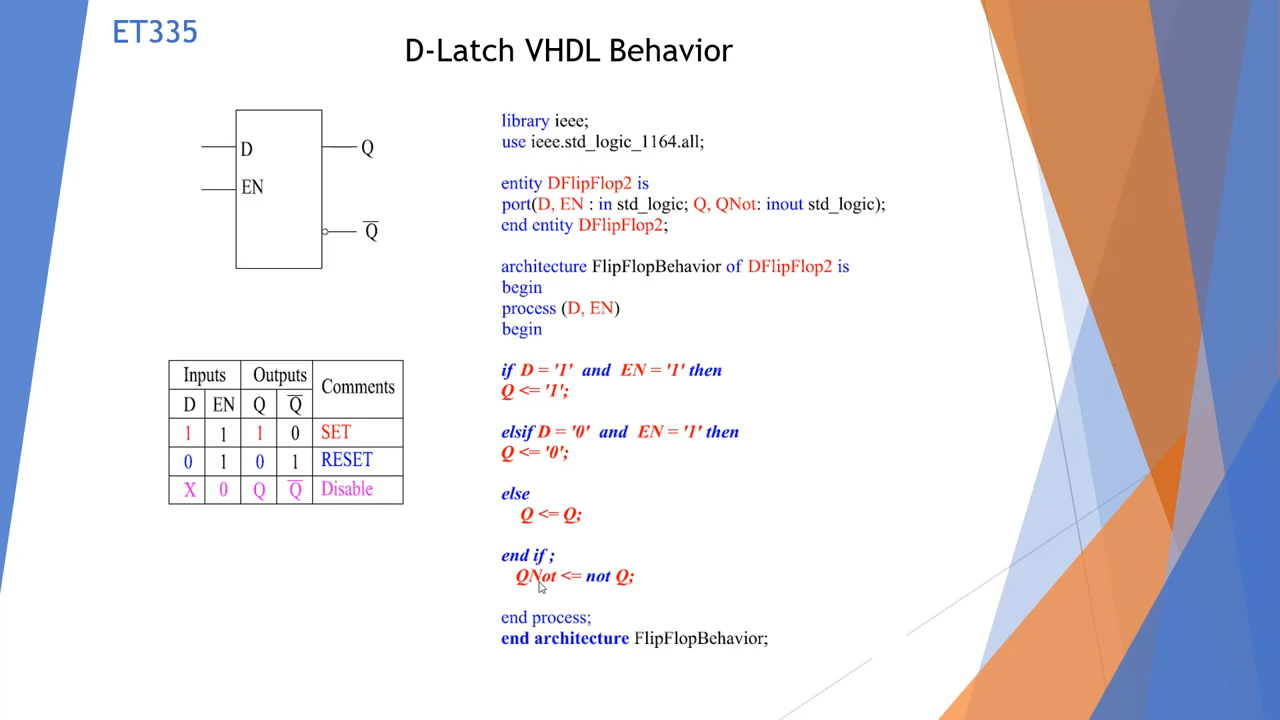 ET335
D-Latch VHDL Behavior
D
EN
Q
Q̅
Inputs Outputs Comments
D EN Q Q̅
1 1 1 0 SET
0 1 0 1 RESET
X 0 Q Q̅ Disable
library ieee;
use ieee.std_logic_1164.all;
entity DFlipFlop2 is
port(D, EN : in std_logic; Q, QNot: inout std_logic);
end entity DFlipFlop2;
architecture FlipFlopBehavior of DFlipFlop2 is
begin
process (D, EN)
begin
if D = '1' and EN = '1' then
Q <= '1';
elsif D = '0' and EN = '1' then
Q <= '0';
else
Q <= Q;
end if ;
QNot <= not Q;
end process;
end architecture FlipFlopBehavior;